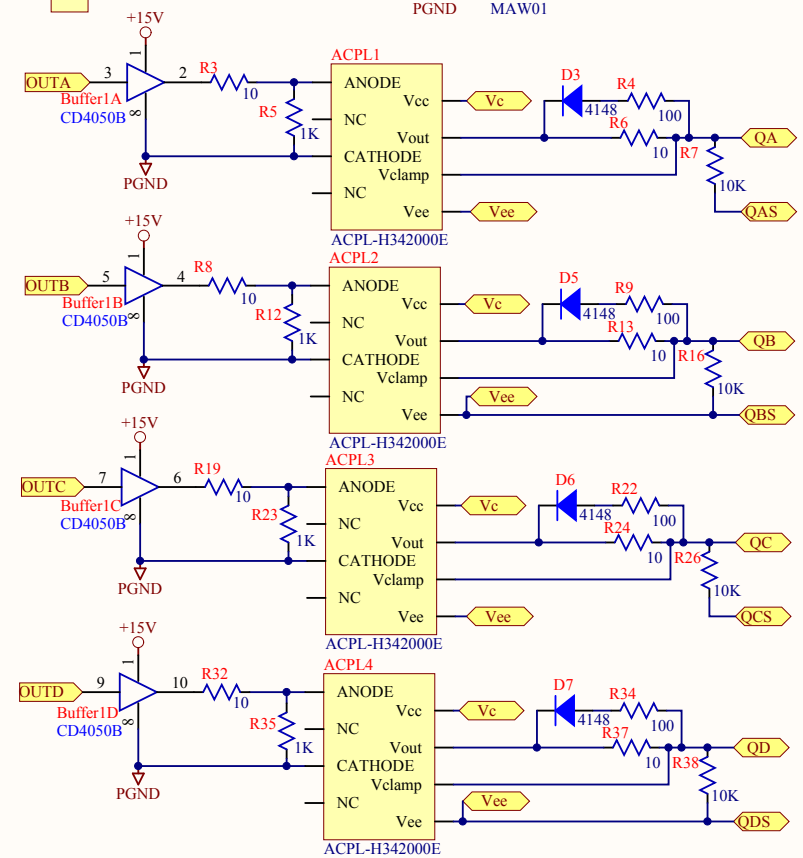 PGND MAW01
+15V
ACPL1
1
OUTA 3 2 R3 ANODE D3 R4
Buffer1A 10 R5 Vcc Vc 4148 100
CD4050B 8 NC R6
1K Vout 10 R7 QA
CATHODE
PGND Vclamp 10K
NC
Vee Vee QAS
ACPL-H342000E
+15V
ACPL2
1
OUTB 5 4 R8 ANODE D5 R9
Buffer1B 10 R12 Vcc Vc 4148 100
CD4050B 8 NC R13
1K Vout 10 R16 QB
CATHODE
PGND Vclamp 10K
NC Vee
Vee QBS
ACPL-H342000E
+15V
ACPL3
1
OUTC 7 6 R19 ANODE D6 R22
Buffer1C 10 R23 Vcc Vc 4148 100
CD4050B 8 NC R24
1K Vout 10 R26 QC
CATHODE
PGND Vclamp 10K
NC
Vee Vee QCS
ACPL-H342000E
+15V
ACPL4
1
OUTD 9 10 R32 ANODE D7 R34
Buffer1D 10 R35 Vcc Vc 4148 100
CD4050B 8 NC R37
1K Vout 10 R38 QD
CATHODE
PGND Vclamp 10K
NC Vee
Vee QDS
ACPL-H342000E